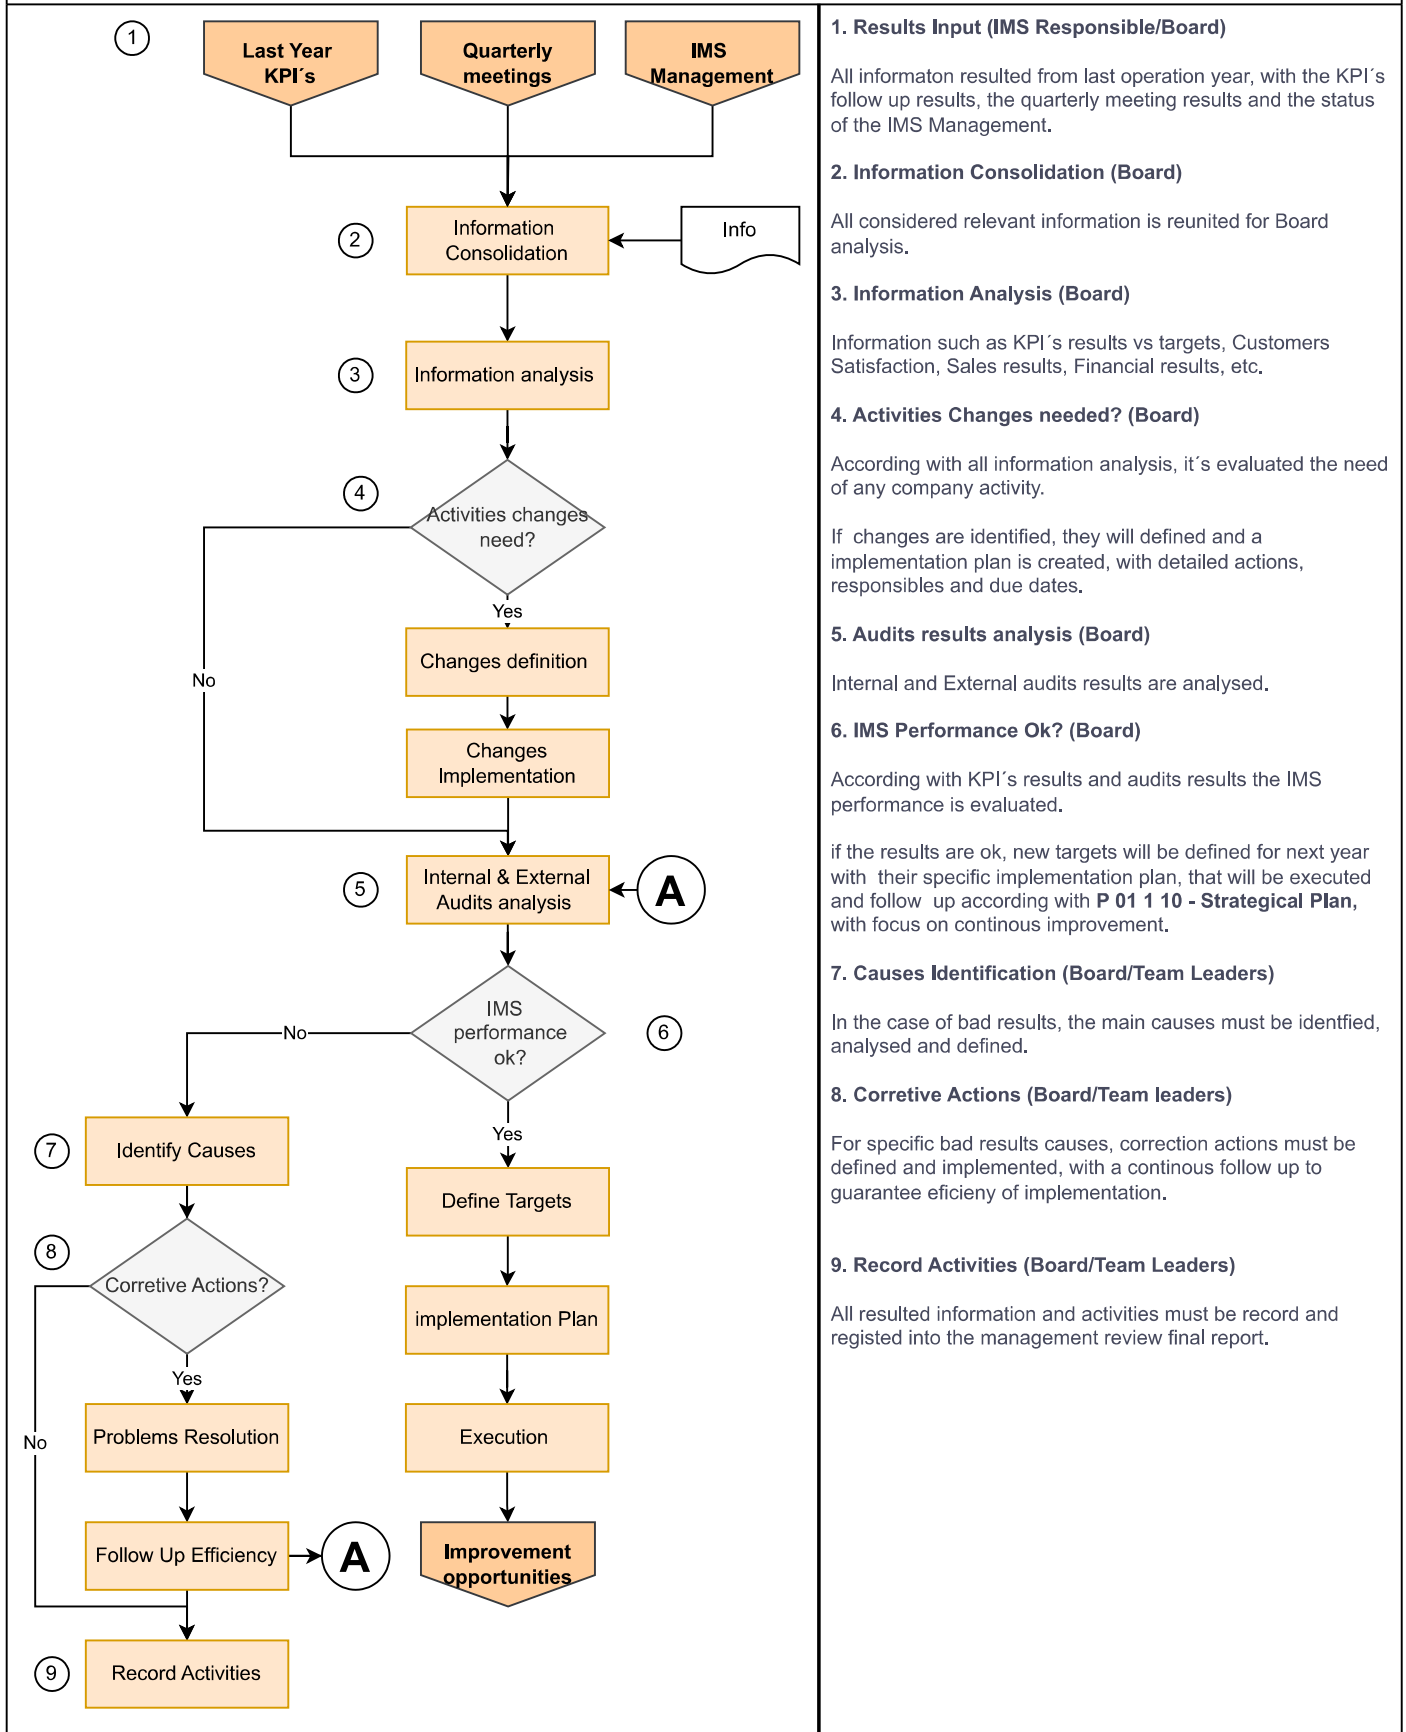 1
Last Year
KPI´s
Quarterly
meetings
IMS
Management
2
Information
Consolidation
Info
3
Information analysis
4
Activities changes
need?
Yes
No
Changes definition
Changes
Implementation
5
Internal & External
Audits analysis
A
IMS
performance
ok?
6
No
Yes
7
Identify Causes
Define Targets
8
Corretive Actions?
implementation Plan
Yes
No
Problems Resolution
Execution
Follow Up Efficiency
A
Improvement
opportunities
9
Record Activities
1. Results Input (IMS Responsible/Board)
All informaton resulted from last operation year, with the KPI´s
follow up results, the quarterly meeting results and the status
of the IMS Management.
2. Information Consolidation (Board)
All considered relevant information is reunited for Board
analysis.
3. Information Analysis (Board)
Information such as KPI´s results vs targets, Customers
Satisfaction, Sales results, Financial results, etc.
4. Activities Changes needed? (Board)
According with all information analysis, it´s evaluated the need
of any company activity.
If  changes are identified, they will defined and a
implementation plan is created, with detailed actions,
responsibles and due dates.
5. Audits results analysis (Board)
Internal and External audits results are analysed.
6. IMS Performance Ok? (Board)
According with KPI´s results and audits results the IMS
performance is evaluated.
if the results are ok, new targets will be defined for next year
with  their specific implementation plan, that will be executed
and follow  up according with P 01 1 10 - Strategical Plan,
with focus on continous improvement.
7. Causes Identification (Board/Team Leaders)
In the case of bad results, the main causes must be identfied,
analysed and defined.
8. Corretive Actions (Board/Team leaders)
For specific bad results causes, correction actions must be
defined and implemented, with a continous follow up to
guarantee eficieny of implementation.
9. Record Activities (Board/Team Leaders)
All resulted information and activities must be record and
registed into the management review final report.